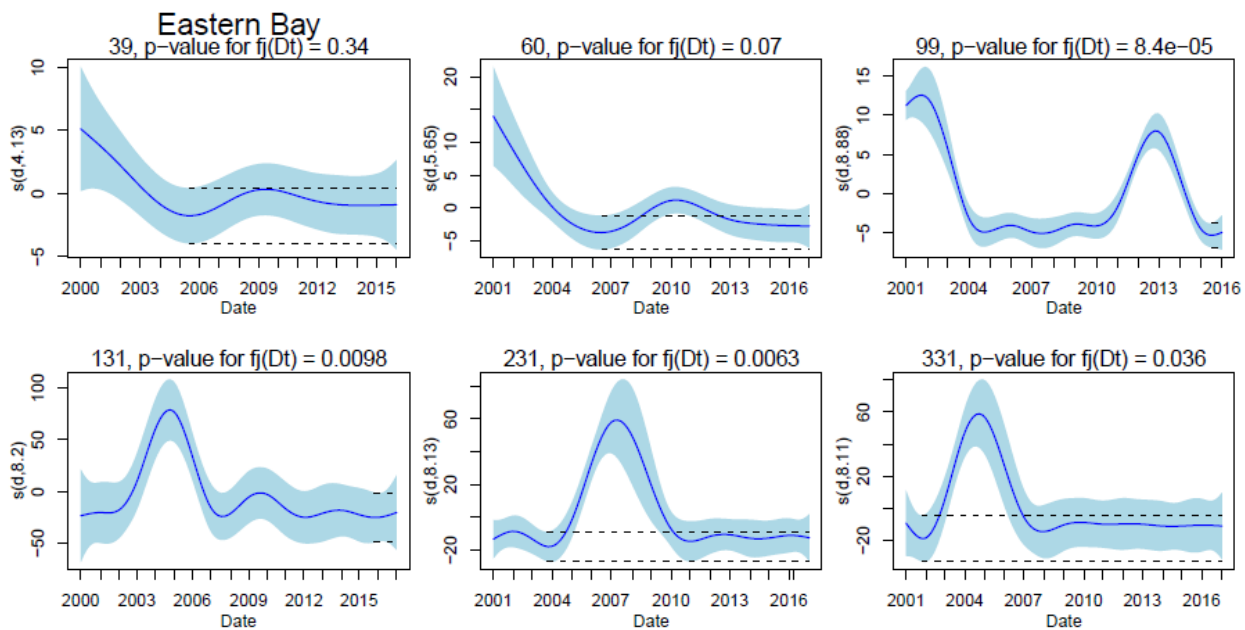 Eastern Bay
39, p−value for fj(Dt) = 0.34
s(d,4.13)
10
5
0
−5
2000 2003 2006 2009 2012 2015
Date
60, p−value for fj(Dt) = 0.07
s(d,5.65)
20
10
5
0
−5
2001 2004 2007 2010 2013 2016
Date
99, p−value for fj(Dt) = 8.4e−05
s(d,8.88)
15
10
5
0
−5
2001 2004 2007 2010 2013 2016
Date
131, p−value for fj(Dt) = 0.0098
s(d,8.2)
100
50
0
−50
2000 2003 2006 2009 2012 2015
Date
231, p−value for fj(Dt) = 0.0063
s(d,8.13)
60
20
−20
2001 2004 2007 2010 2013 2016
Date
331, p−value for fj(Dt) = 0.036
s(d,8.11)
60
20
−20
2001 2004 2007 2010 2013 2016
Date